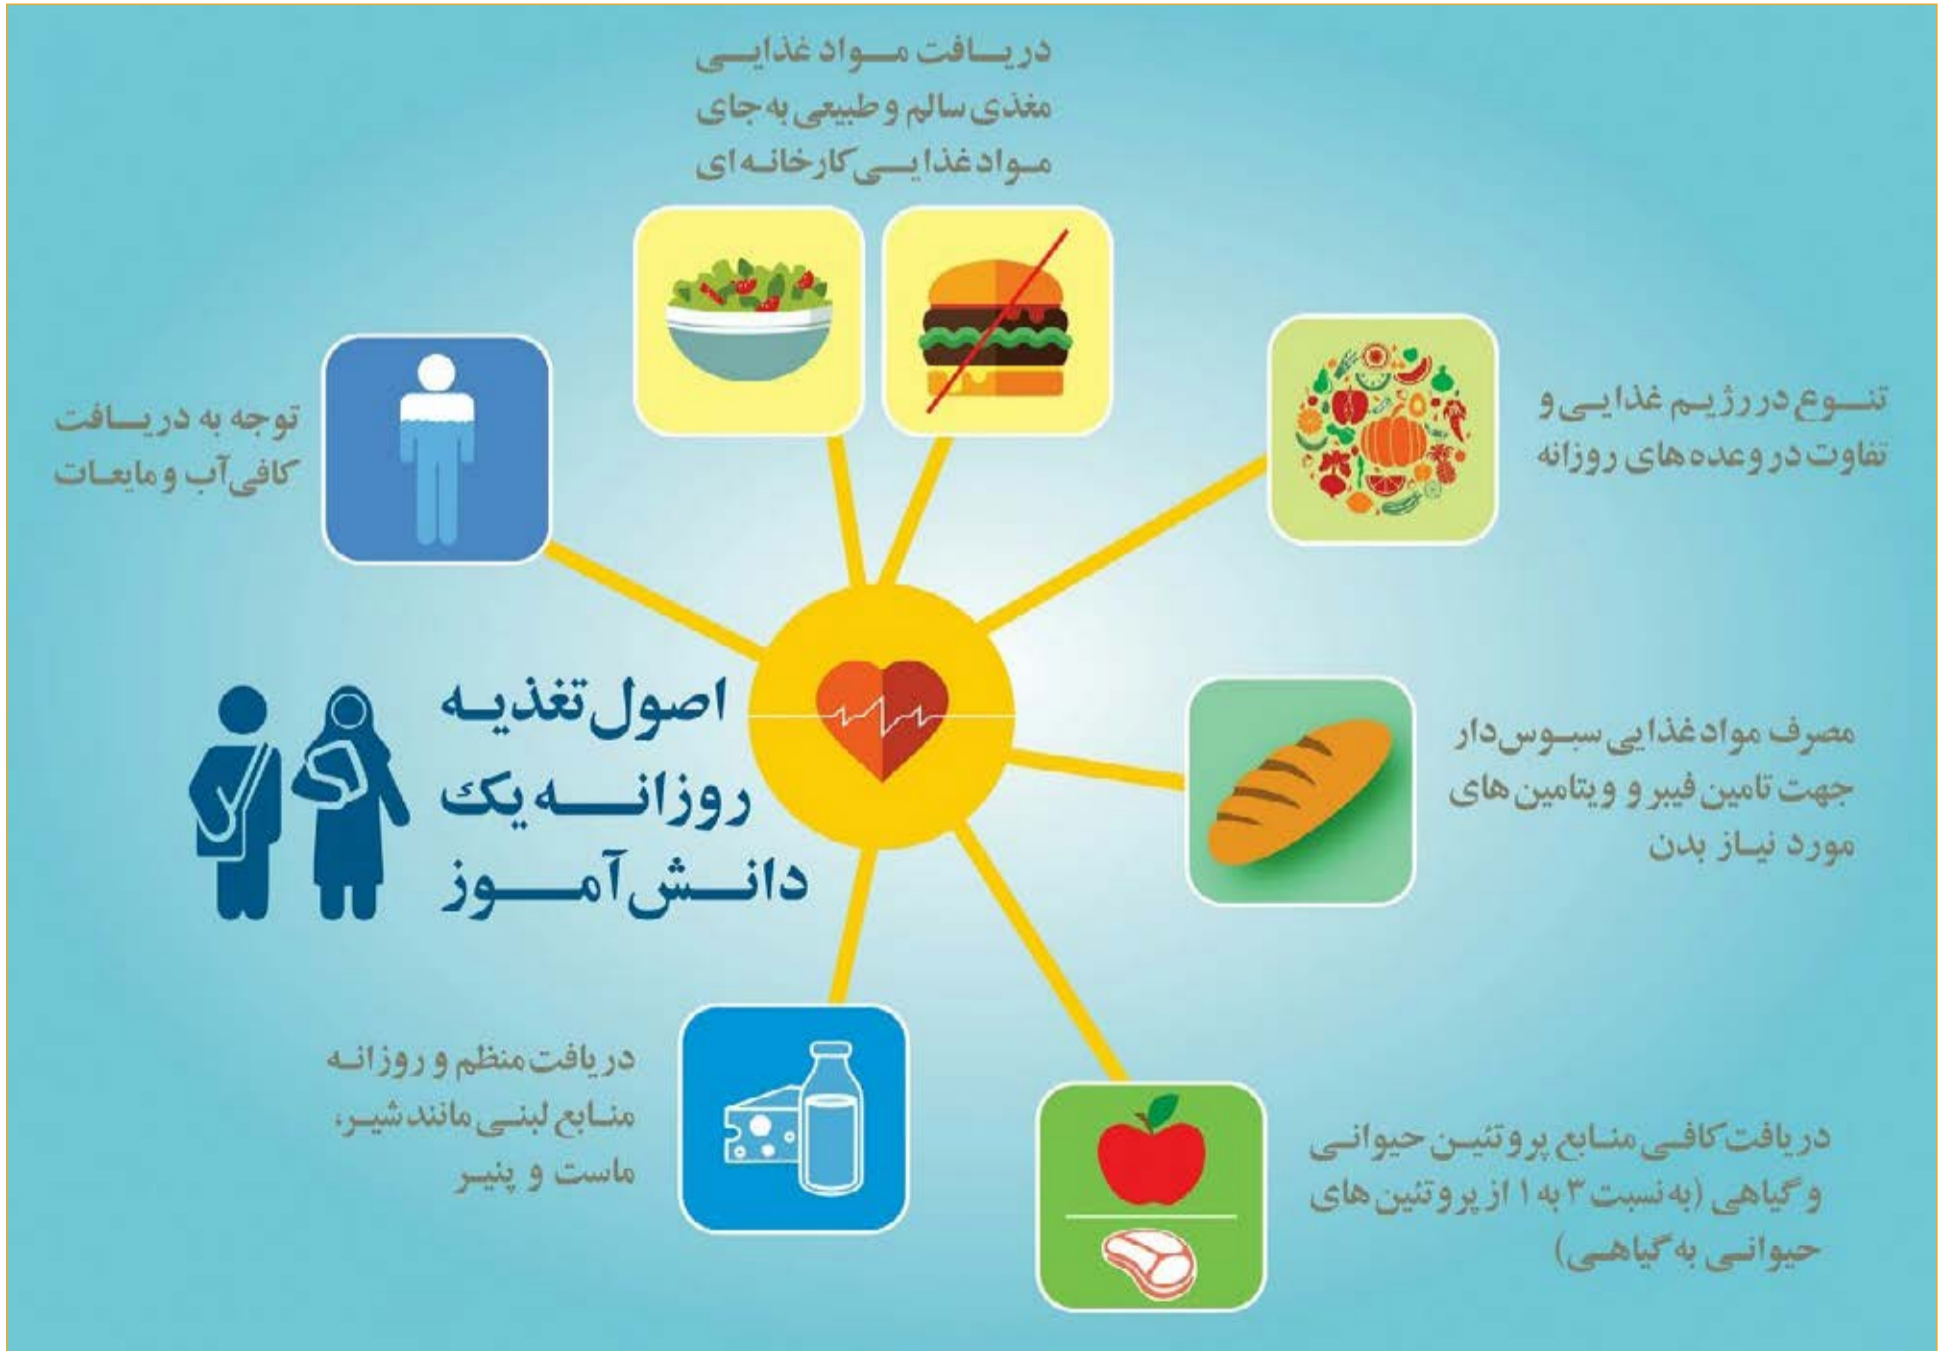 دریافت مواد غذایی
مغذی سالم و طبیعی به جای
مواد غذایی کارخانه ای
تنوع در رژیم غذایی و
تفاوت در وعده های روزانه
توجه به دریافت
کافی آب و مایعات
اصول تغذیه
روزانه یک
دانش آموز
مصرف مواد غذایی سبوس دار
جهت تامین فیبر و ویتامین های
مورد نیاز بدن
دریافت منظم و روزانه
منابع لبنی مانند شیر،
ماست و پنیر
دریافت کافی منابع پروتئین حیوانی
و گیاهی (به نسبت ۳ به ۱ از پروتئین های
حیوانی به گیاهی)